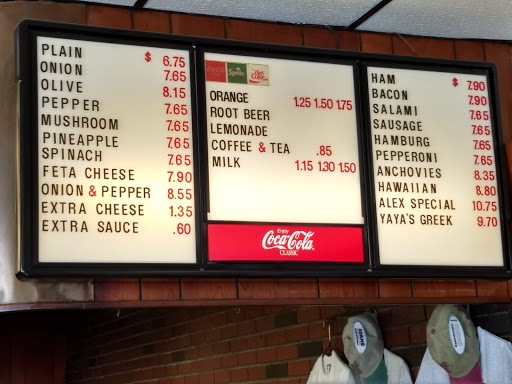 PLAIN $ 6.75
ONION 7.65
OLIVE 8.15
PEPPER 7.65
MUSHROOM 7.65
PINEAPPLE 7.65
SPINACH 7.65
FETA CHEESE 7.90
ONION & PEPPER 8.55
EXTRA CHEESE 1.35
EXTRA SAUCE .60
ORANGE 1.25 1.50 1.75
ROOT BEER
LEMONADE
COFFEE & TEA .85
MILK 1.15 1.30 1.50
Enjoy
Coca-Cola
CLASSIC
HAM $ 7.90
BACON 7.90
SALAMI 7.65
SAUSAGE 7.65
HAMBURG 7.65
PEPPERONI 7.65
ANCHOVIES 8.35
HAWAIIAN 8.80
ALEX SPECIAL 10.75
YAYA'S GREEK 9.70